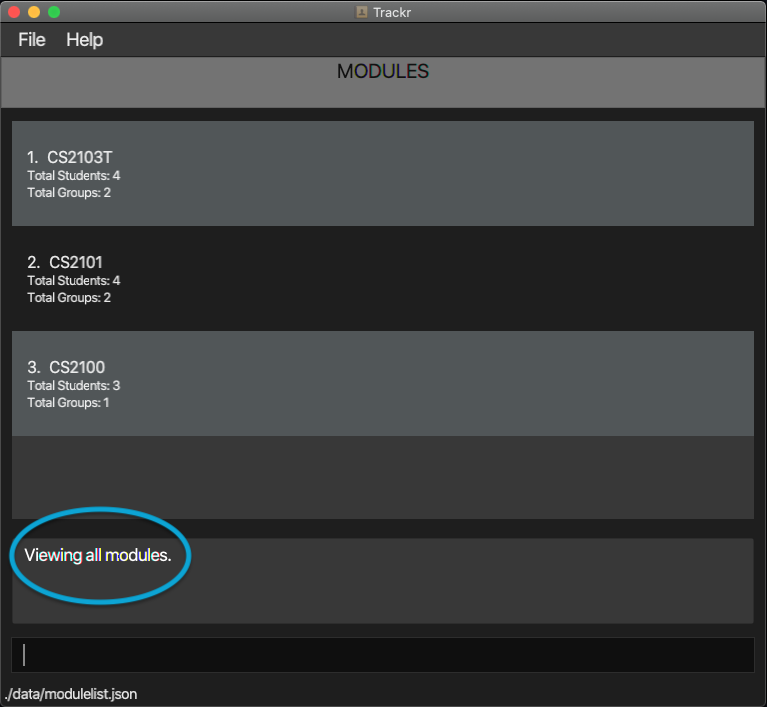 Trackr
File Help
MODULES
1. CS2103T
Total Students: 4
Total Groups: 2
2. CS2101
Total Students: 4
Total Groups: 2
3. CS2100
Total Students: 3
Total Groups: 1
Viewing all modules.
./data/modulelist.json